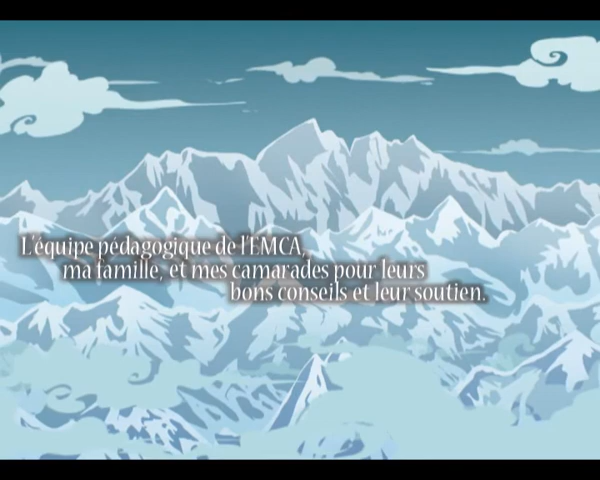 L'équipe pédagogique de l'EMCA,
ma famille, et mes camarades pour leurs
bons conseils et leur soutien.